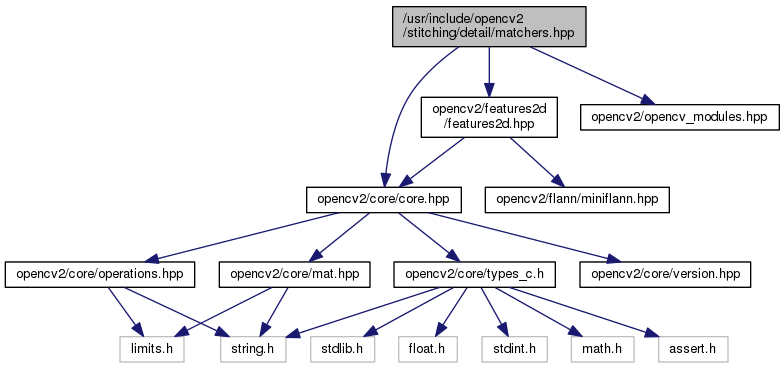 /usr/include/opencv2
/stitching/detail/matchers.hpp
opencv2/features2d
/features2d.hpp
opencv2/opencv_modules.hpp
opencv2/core/core.hpp
opencv2/flann/miniflann.hpp
opencv2/core/operations.hpp
opencv2/core/mat.hpp
opencv2/core/types_c.h
opencv2/core/version.hpp
limits.h
string.h
stdlib.h
float.h
stdint.h
math.h
assert.h